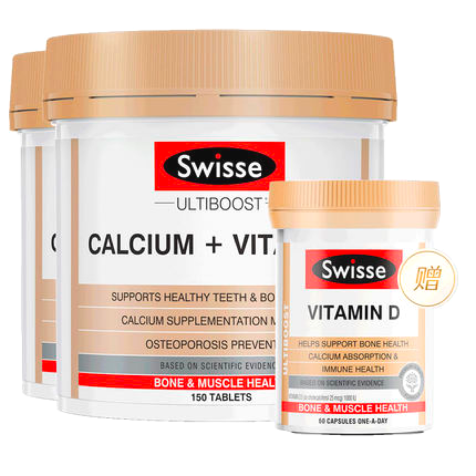 Swisse
ULTIBOOST
CALCIUM + VITA
SUPPORTS HEALTHY TEETH & BO
CALCIUM SUPPLEMENTATION M
OSTEOPOROSIS PREVENT
BASED ON SCIENTIFIC EVIDENC
BONE & MUSCLE HEAL
150 TABLETS
C
Swisse
ULTIBOOST
VITAMIN D
HELPS SUPPORT BONE HEALTH
CALCIUM ABSORPTION &
IMMUNE HEALTH
BASED ON SCIENTIFIC EVIDENCE
BONE & MUSCLE HEALTH
60 CAPSULES ONE-A-DAY
赠